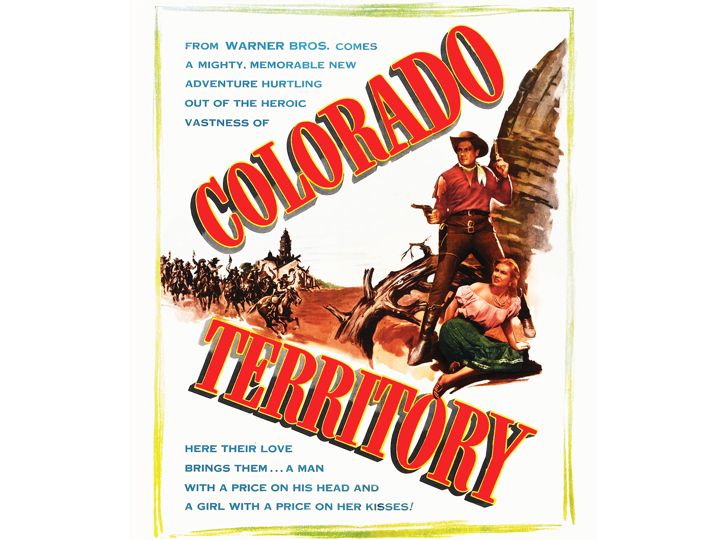 FROM WARNER BROS. COMES
A MIGHTY, MEMORABLE NEW
ADVENTURE HURTLING
OUT OF THE HEROIC
VASTNESS OF
COLORADO
TERRITORY
HERE THEIR LOVE
BRINGS THEM...A MAN
WITH A PRICE ON HIS HEAD AND
A GIRL WITH A PRICE ON HER KISSES!